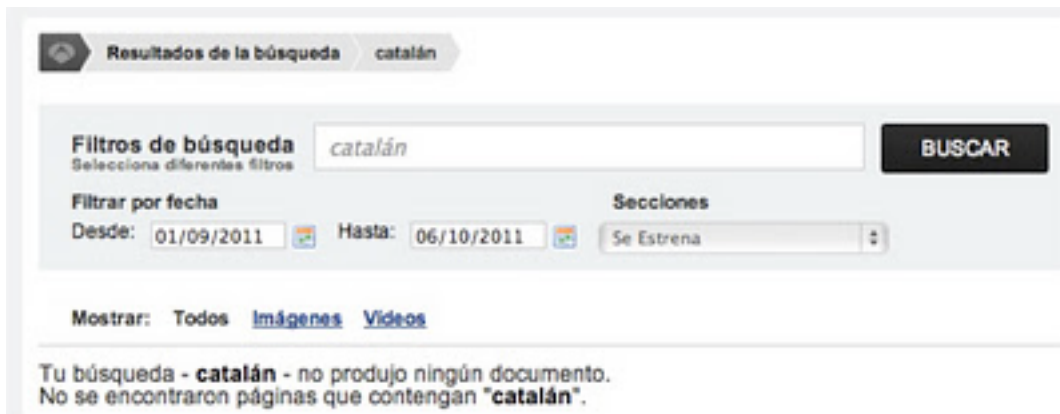 Resultados de la búsqueda catalán
Filtros de búsqueda catalán BUSCAR
Selecciona diferentes filtros
Filtrar por fecha Secciones
Desde: 01/09/2011 Hasta: 06/10/2011 Se Estrena
Mostrar: Todos Imágenes Vídeos
Tu búsqueda - catalán - no produjo ningún documento.
No se encontraron páginas que contengan "catalán".